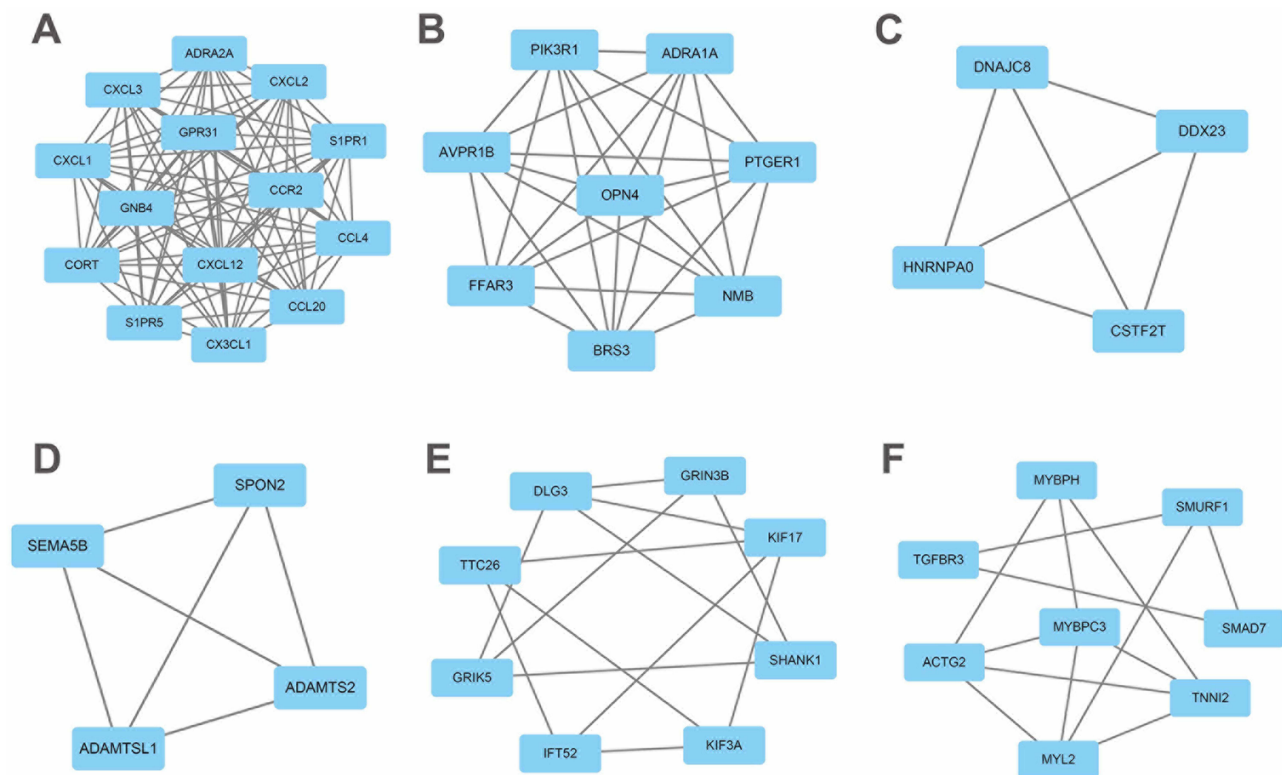 A
ADRA2A
CXCL3
CXCL2
GPR31
S1PR1
CXCL1
CCR2
GNB4
CCL4
CORT
CXCL12
CCL20
S1PR5
CX3CL1
B
PIK3R1
ADRA1A
AVPR1B
PTGER1
OPN4
FFAR3
NMB
BRS3
C
DNAJC8
DDX23
HNRNPA0
CSTF2T
D
SPON2
SEMA5B
ADAMTS2
ADAMTSL1
E
GRIN3B
DLG3
KIF17
TTC26
SHANK1
GRIK5
KIF3A
IFT52
F
MYBPH
SMURF1
TGFBR3
MYBPC3
SMAD7
ACTG2
TNNI2
MYL2